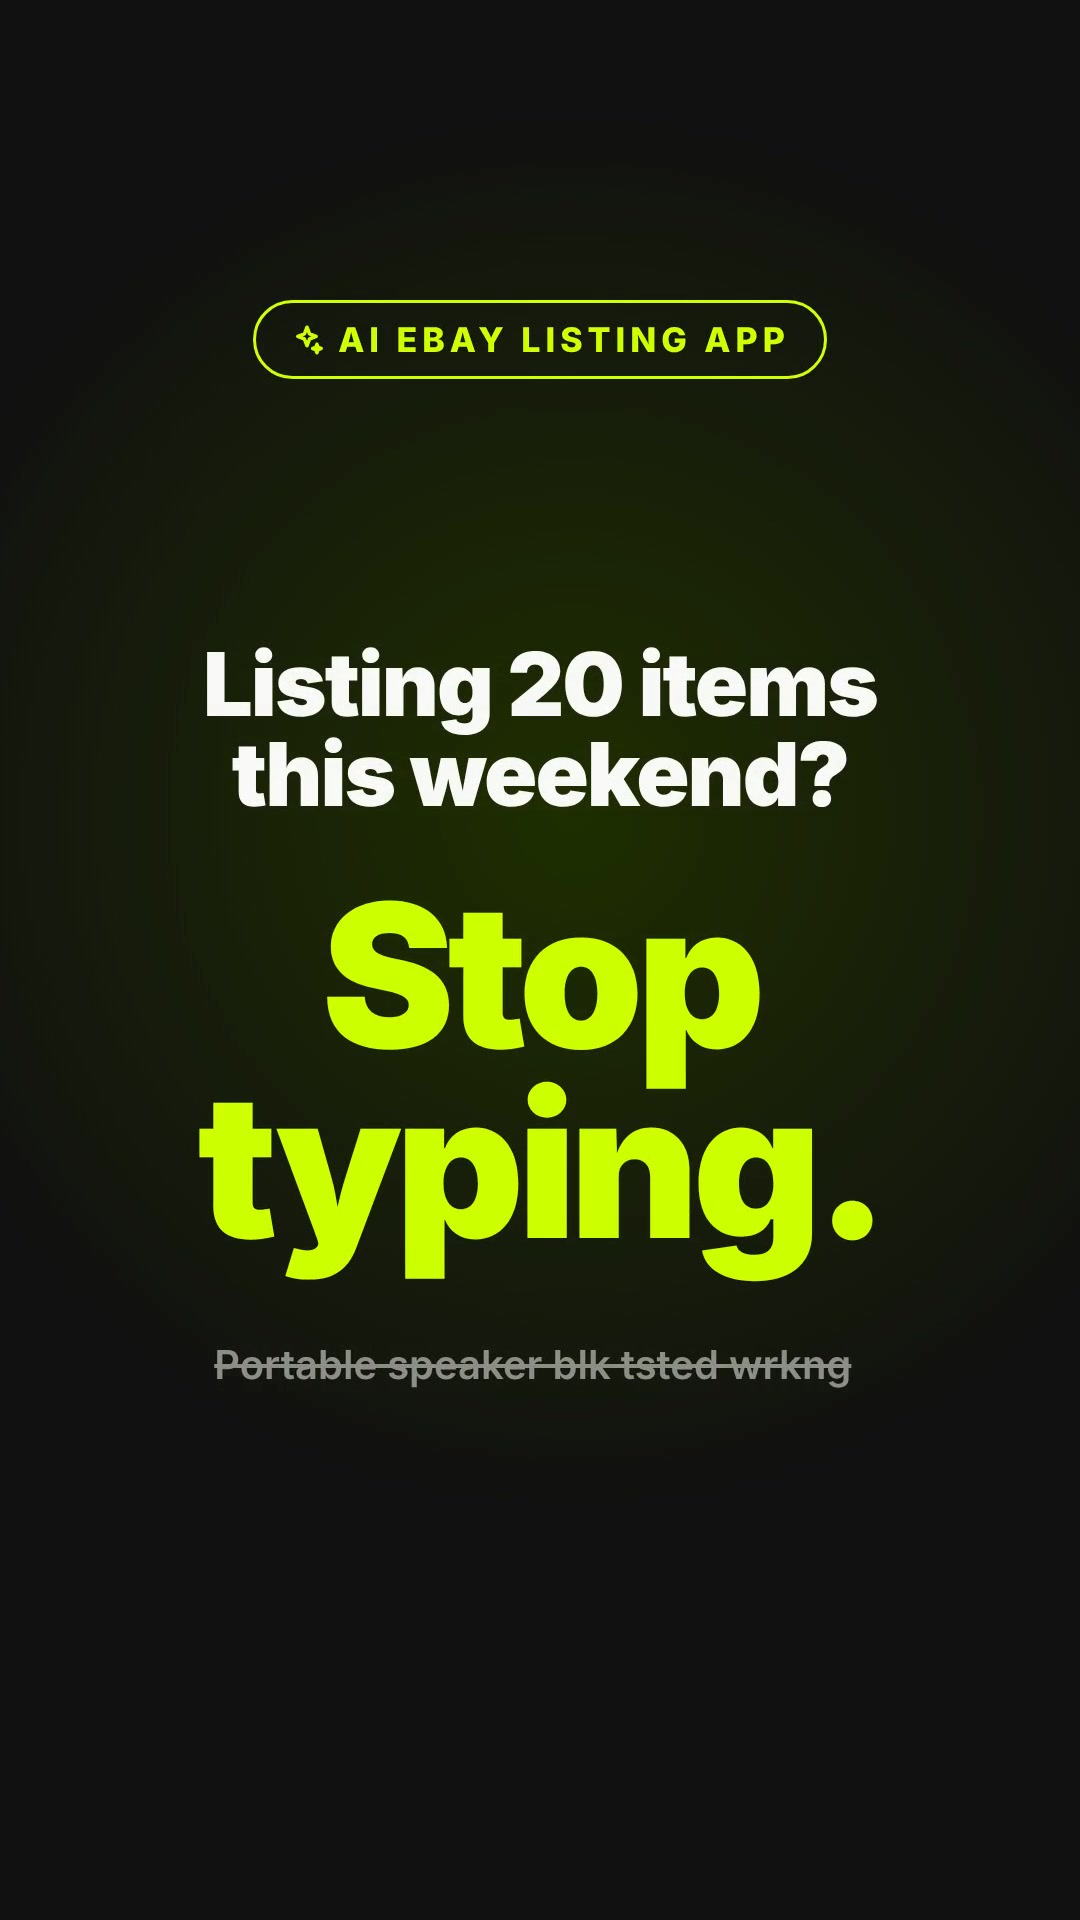 AI EBAY LISTING APP
Listing 20 items
this weekend?
Stop
typing.
Portable speaker blk tsted wrkng